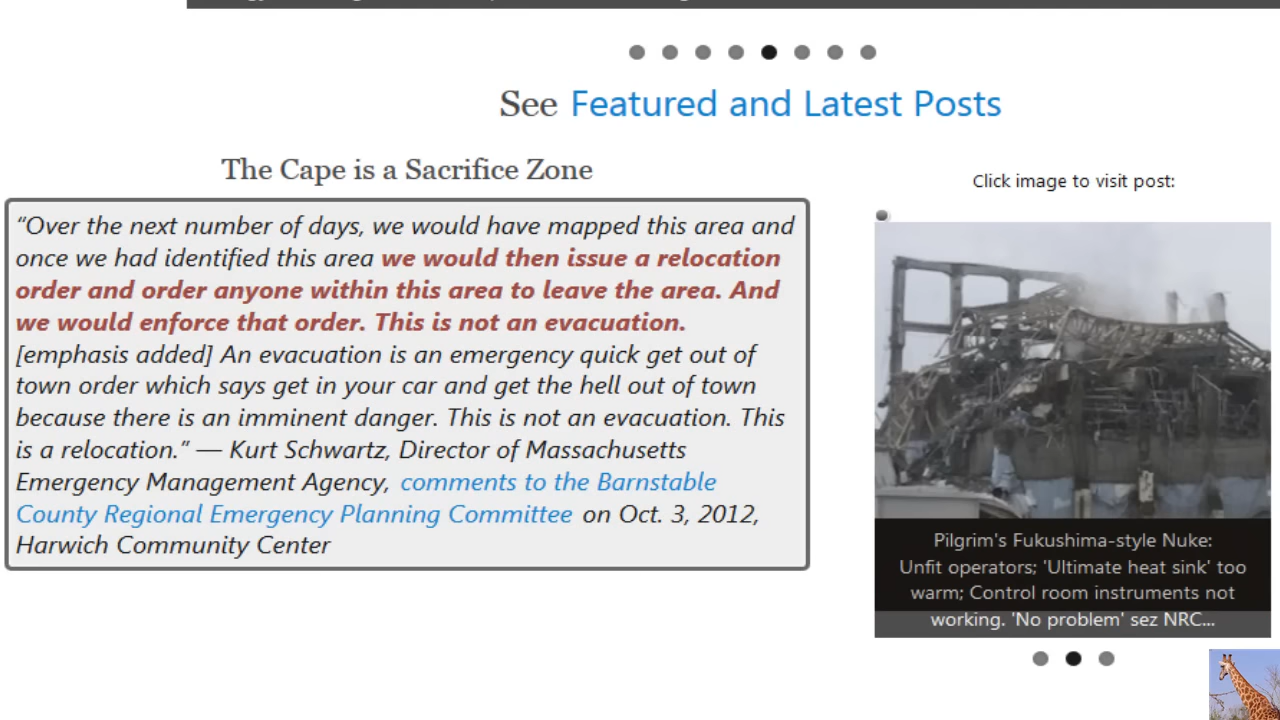 See Featured and Latest Posts
The Cape is a Sacrifice Zone
“Over the next number of days, we would have mapped this area and
once we had identified this area we would then issue a relocation
order and order anyone within this area to leave the area. And
we would enforce that order. This is not an evacuation.
[emphasis added] An evacuation is an emergency quick get out of
town order which says get in your car and get the hell out of town
because there is an imminent danger. This is not an evacuation. This
is a relocation.” — Kurt Schwartz, Director of Massachusetts
Emergency Management Agency, comments to the Barnstable
County Regional Emergency Planning Committee on Oct. 3, 2012,
Harwich Community Center
Click image to visit post:
Pilgrim's Fukushima-style Nuke:
Unfit operators; 'Ultimate heat sink' too
warm; Control room instruments not
working. 'No problem' sez NRC...